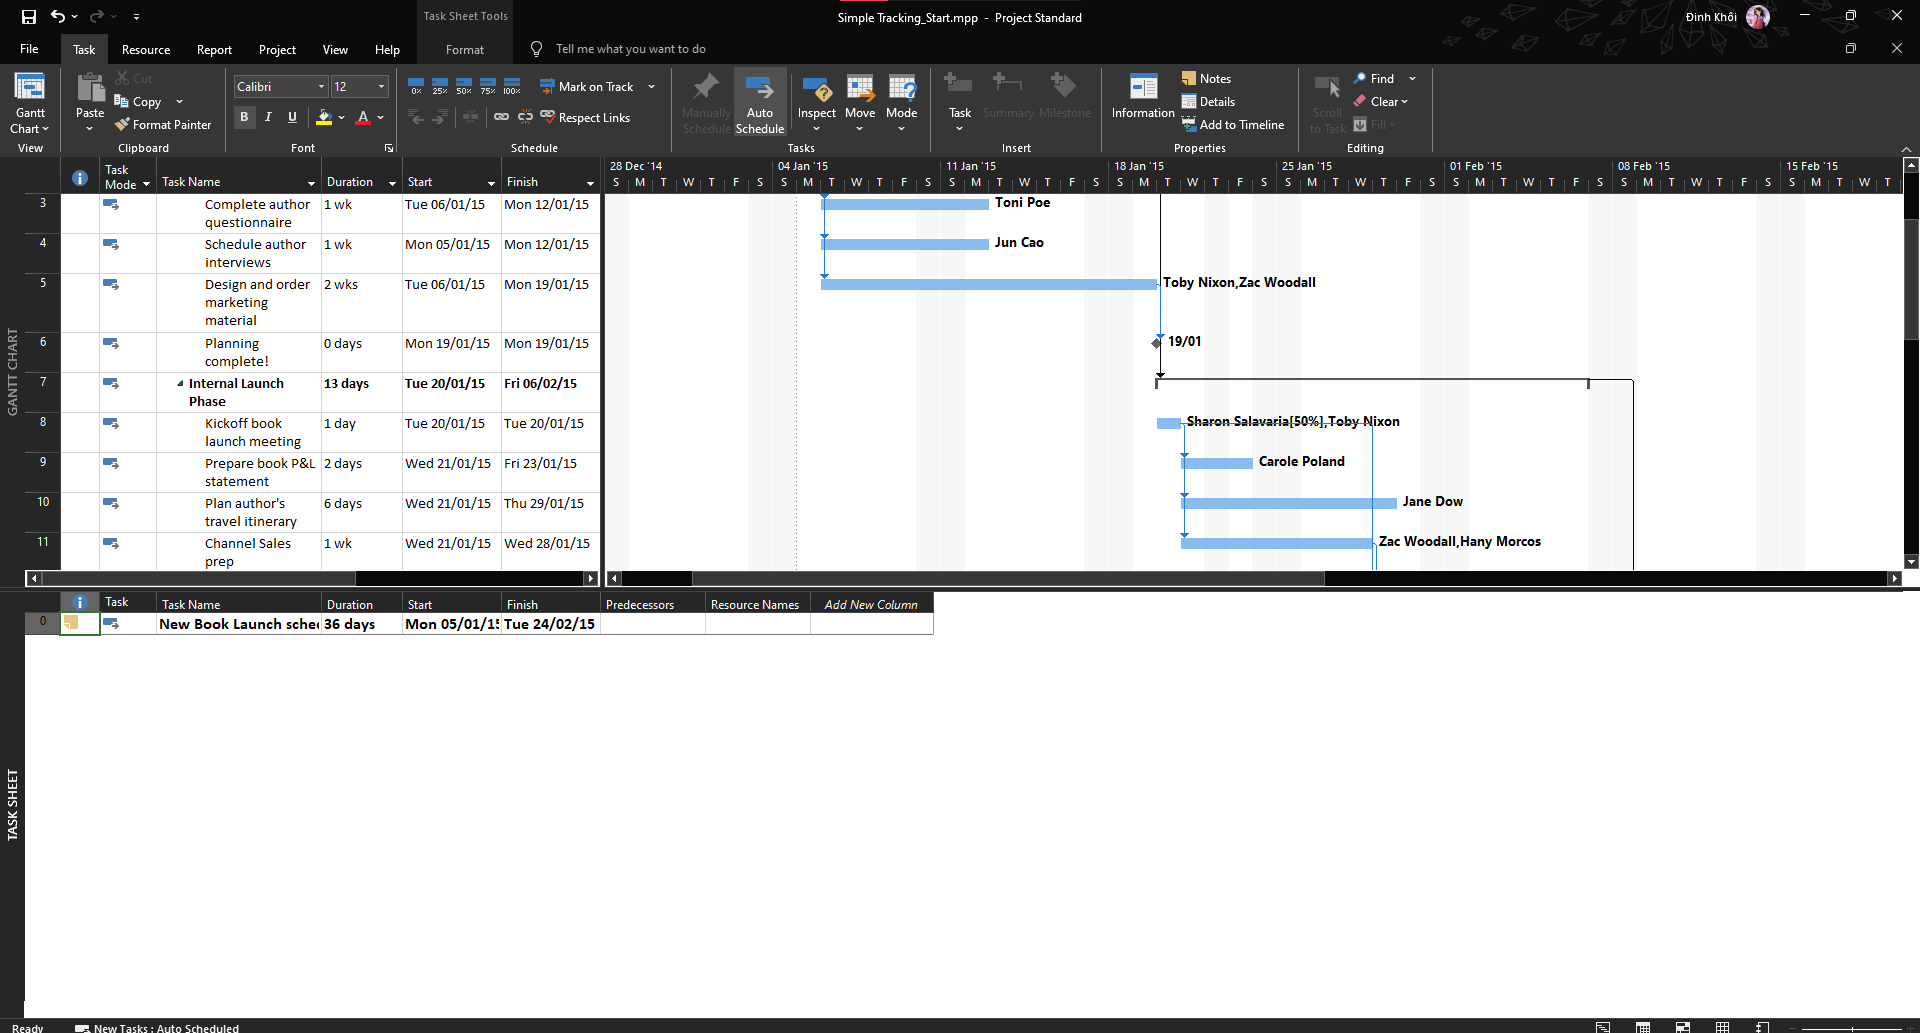 Task Sheet Tools
Simple Tracking_Start.mpp - Project Standard
Đinh Khôi
File Task Resource Report Project View Help Format Tell me what you want to do
Gantt Chart
View
Paste
Cut
Copy
Format Painter
Clipboard
Calibri 12
B I U A
Font
0% 25% 50% 75% 100%
Mark on Track
Respect Links
Schedule
Manually Schedule
Auto Schedule
Inspect
Move
Mode
Tasks
Task
Summary
Milestone
Insert
Information
Notes
Details
Add to Timeline
Properties
Scroll to Task
Find
Clear
Fill
Editing
Task Mode Task Name Duration Start Finish
28 Dec '14 04 Jan '15 11 Jan '15 18 Jan '15 25 Jan '15 01 Feb '15 08 Feb '15 15 Feb '15
S M T W T F S S M T W T F S S M T W T F S S M T W T F S S M T W T F S S M T W T F S S M T W T F S S M T W T
3 Complete author questionnaire 1 wk Tue 06/01/15 Mon 12/01/15 Toni Poe
4 Schedule author interviews 1 wk Mon 05/01/15 Mon 12/01/15 Jun Cao
5 Design and order marketing material 2 wks Tue 06/01/15 Mon 19/01/15 Toby Nixon,Zac Woodall
6 Planning complete! 0 days Mon 19/01/15 Mon 19/01/15 19/01
7 Internal Launch Phase 13 days Tue 20/01/15 Fri 06/02/15
8 Kickoff book launch meeting 1 day Tue 20/01/15 Tue 20/01/15 Sharon Salavaria[50%],Toby Nixon
9 Prepare book P&L statement 2 days Wed 21/01/15 Fri 23/01/15 Carole Poland
10 Plan author's travel itinerary 6 days Wed 21/01/15 Thu 29/01/15 Jane Dow
11 Channel Sales prep 1 wk Wed 21/01/15 Wed 28/01/15 Zac Woodall,Hany Morcos
GANTT CHART
Task Task Name Duration Start Finish Predecessors Resource Names Add New Column
0 New Book Launch sche 36 days Mon 05/01/15 Tue 24/02/15
TASK SHEET
Ready New Tasks : Auto Scheduled